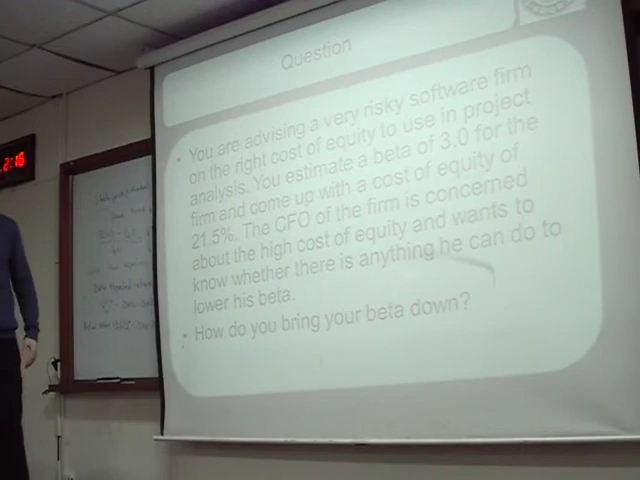 Question
• You are advising a very risky software firm
on the right cost of equity to use in project
analysis. You estimate a beta of 3.0 for the
firm and come up with a cost of equity of
21.5%. The CFO of the firm is concerned
about the high cost of equity and wants to
know whether there is anything he can do to
lower his beta.
• How do you bring your beta down?
2:16